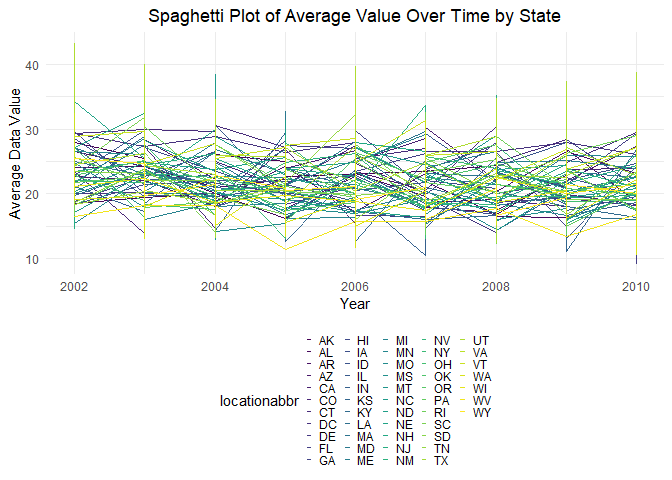 Spaghetti Plot of Average Value Over Time by State
Average Data Value
40
30
20
10
2002 2004 2006 2008 2010
Year
locationabbr
AK HI MI NV UT
AL IA MN NY VA
AR ID MO OH VT
AZ IL MS OK WA
CA IN MT OR WI
CO KS NC PA WV
CT KY ND RI WY
DC LA NE SC
DE MA NH SD
FL MD NJ TN
GA ME NM TX